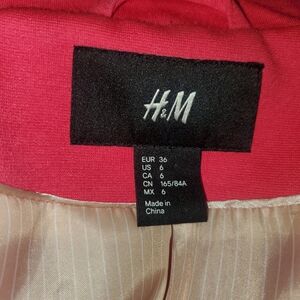 H&M
EUR 36
US 6
CA 6
CN 165/84A
MX 6
Made in
China